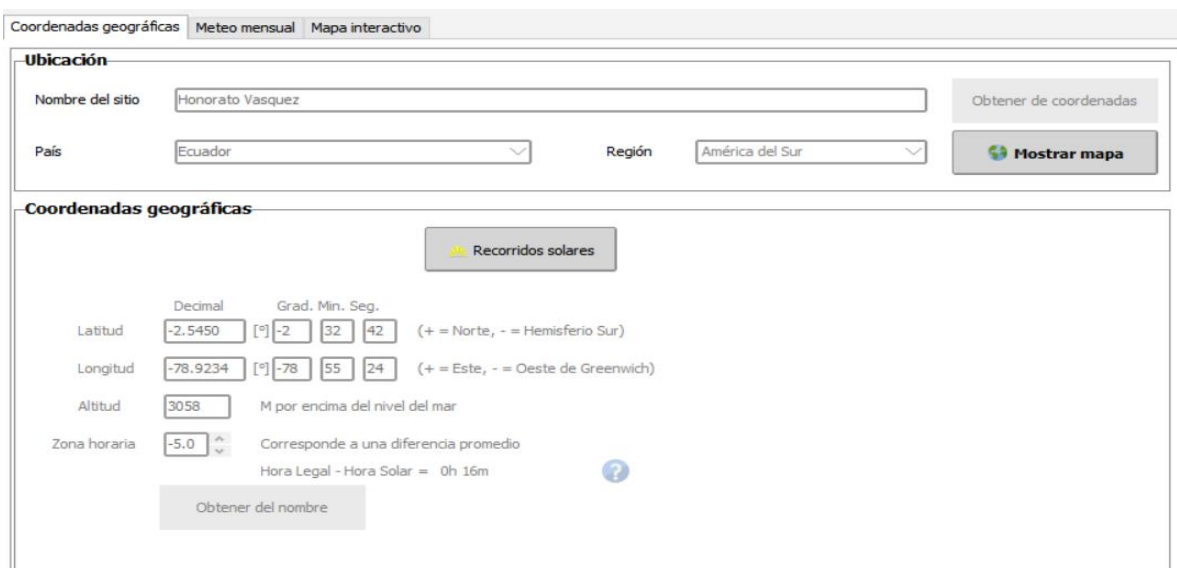 Coordenadas geográficas Meteo mensual Mapa interactivo
Ubicación
Nombre del sitio Honorato Vasquez Obtener de coordenadas
País Ecuador Región América del Sur Mostrar mapa
Coordenadas geográficas
Recorridos solares
Decimal Grad. Min. Seg.
Latitud -2.5450 [°] -2 32 42 (+ = Norte, - = Hemisferio Sur)
Longitud -78.9234 [°] -78 55 24 (+ = Este, - = Oeste de Greenwich)
Altitud 3058 M por encima del nivel del mar
Zona horaria -5.0 Corresponde a una diferencia promedio
Hora Legal - Hora Solar = 0h 16m ?
Obtener del nombre